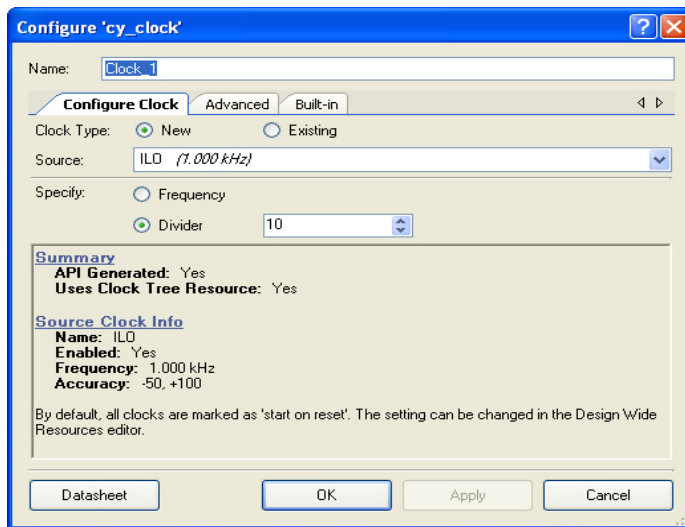 Configure 'cy_clock'
Name: Clock_1
Configure Clock Advanced Built-in
Clock Type: New Existing
Source: ILO (1.000 kHz)
Specify: Frequency
Divider 10
Summary
API Generated: Yes
Uses Clock Tree Resource: Yes
Source Clock Info
Name: ILO
Enabled: Yes
Frequency: 1.000 kHz
Accuracy: -50, +100
By default, all clocks are marked as 'start on reset'. The setting can be changed in the Design Wide
Resources editor.
Datasheet OK Apply Cancel